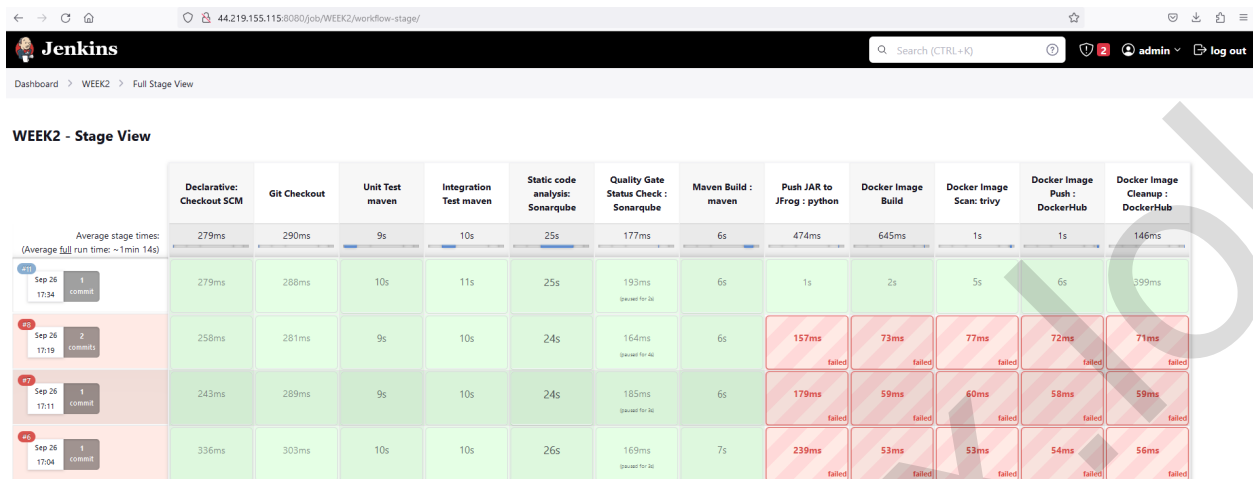 44.219.155.115:8080/job/WEEK2/workflow-stage/
Jenkins
Search (CTRL+K)
?
2
admin
log out
Dashboard > WEEK2 > Full Stage View
WEEK2 - Stage View
Declarative: Checkout SCM
Git Checkout
Unit Test maven
Integration Test maven
Static code analysis: Sonarqube
Quality Gate Status Check : Sonarqube
Maven Build : maven
Push JAR to JFrog : python
Docker Image Build
Docker Image Scan: trivy
Docker Image Push : DockerHub
Docker Image Cleanup : DockerHub
Average stage times:
(Average full run time: ~1min 14s)
279ms 290ms 9s 10s 25s 177ms 6s 474ms 645ms 1s 1s 146ms
#11
Sep 26
17:34
1
commit
279ms 288ms 10s 11s 25s 193ms 6s 1s 2s 5s 6s 399ms
(paused for 2s)
#8
Sep 26
17:19
2
commits
258ms 281ms 9s 10s 24s 164ms 6s 157ms 73ms 77ms 72ms 71ms
(paused for 4s)
failed failed failed failed failed
#7
Sep 26
17:11
1
commit
243ms 289ms 9s 10s 24s 185ms 6s 179ms 59ms 60ms 58ms 59ms
(paused for 3s)
failed failed failed failed failed
#6
Sep 26
17:04
1
commit
336ms 303ms 10s 10s 26s 169ms 7s 239ms 53ms 53ms 54ms 56ms
(paused for 3s)
failed failed failed failed failed